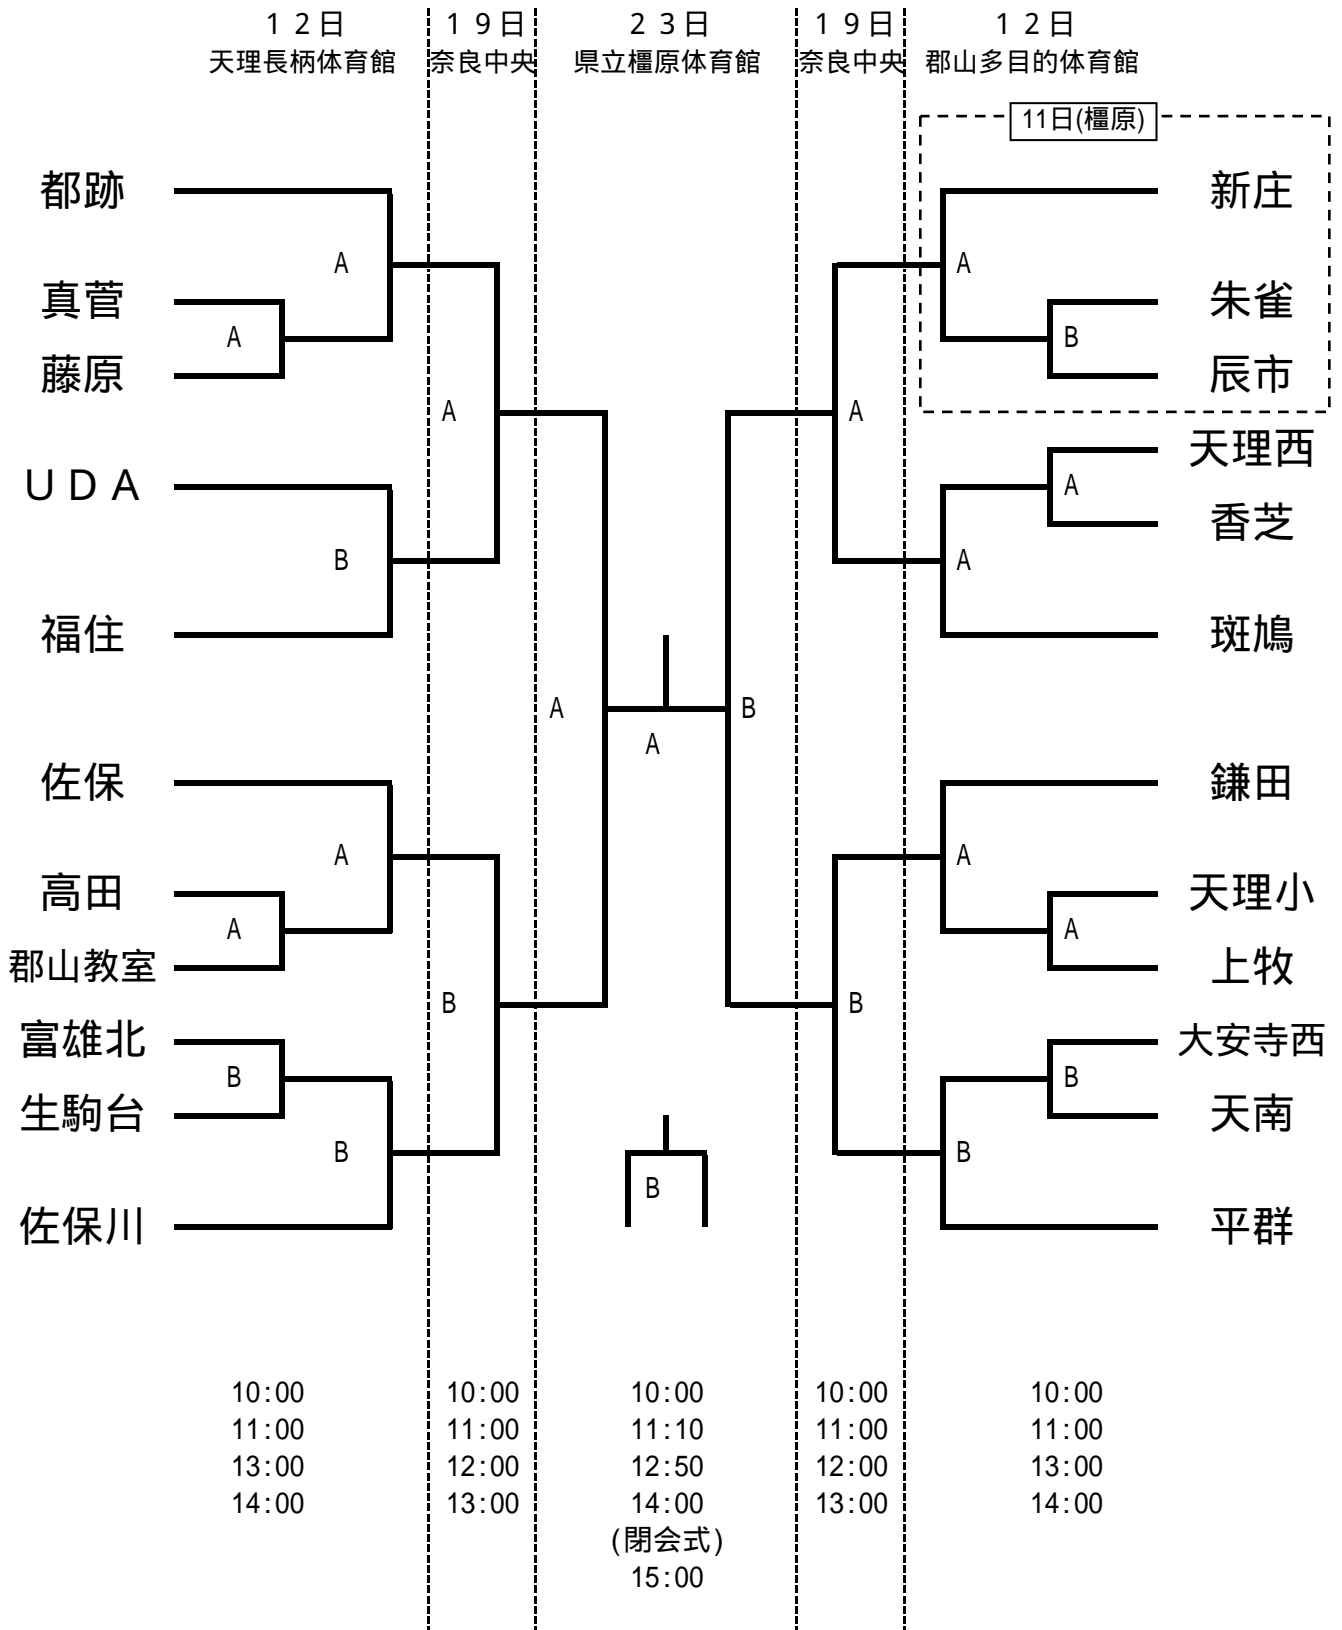 １２日 １９日 ２３日 １９日 １２日
天理長柄体育館 奈良中央 県立橿原体育館 奈良中央 郡山多目的体育館
11日(橿原)
都跡 新庄
A A
真菅 朱雀
A B
藤原 辰市
A A
天理西
ＵＤＡ A
香芝
B A
福住 斑鳩
A B
A
佐保 鎌田
A A
高田 天理小
A A
郡山教室 上牧
B B
富雄北 大安寺西
B B
生駒台 天南
B B
B
佐保川 平群
10:00 10:00 10:00 10:00 10:00
11:00 11:00 11:10 11:00 11:00
13:00 12:00 12:50 12:00 13:00
14:00 13:00 14:00 13:00 14:00
(閉会式)
15:00